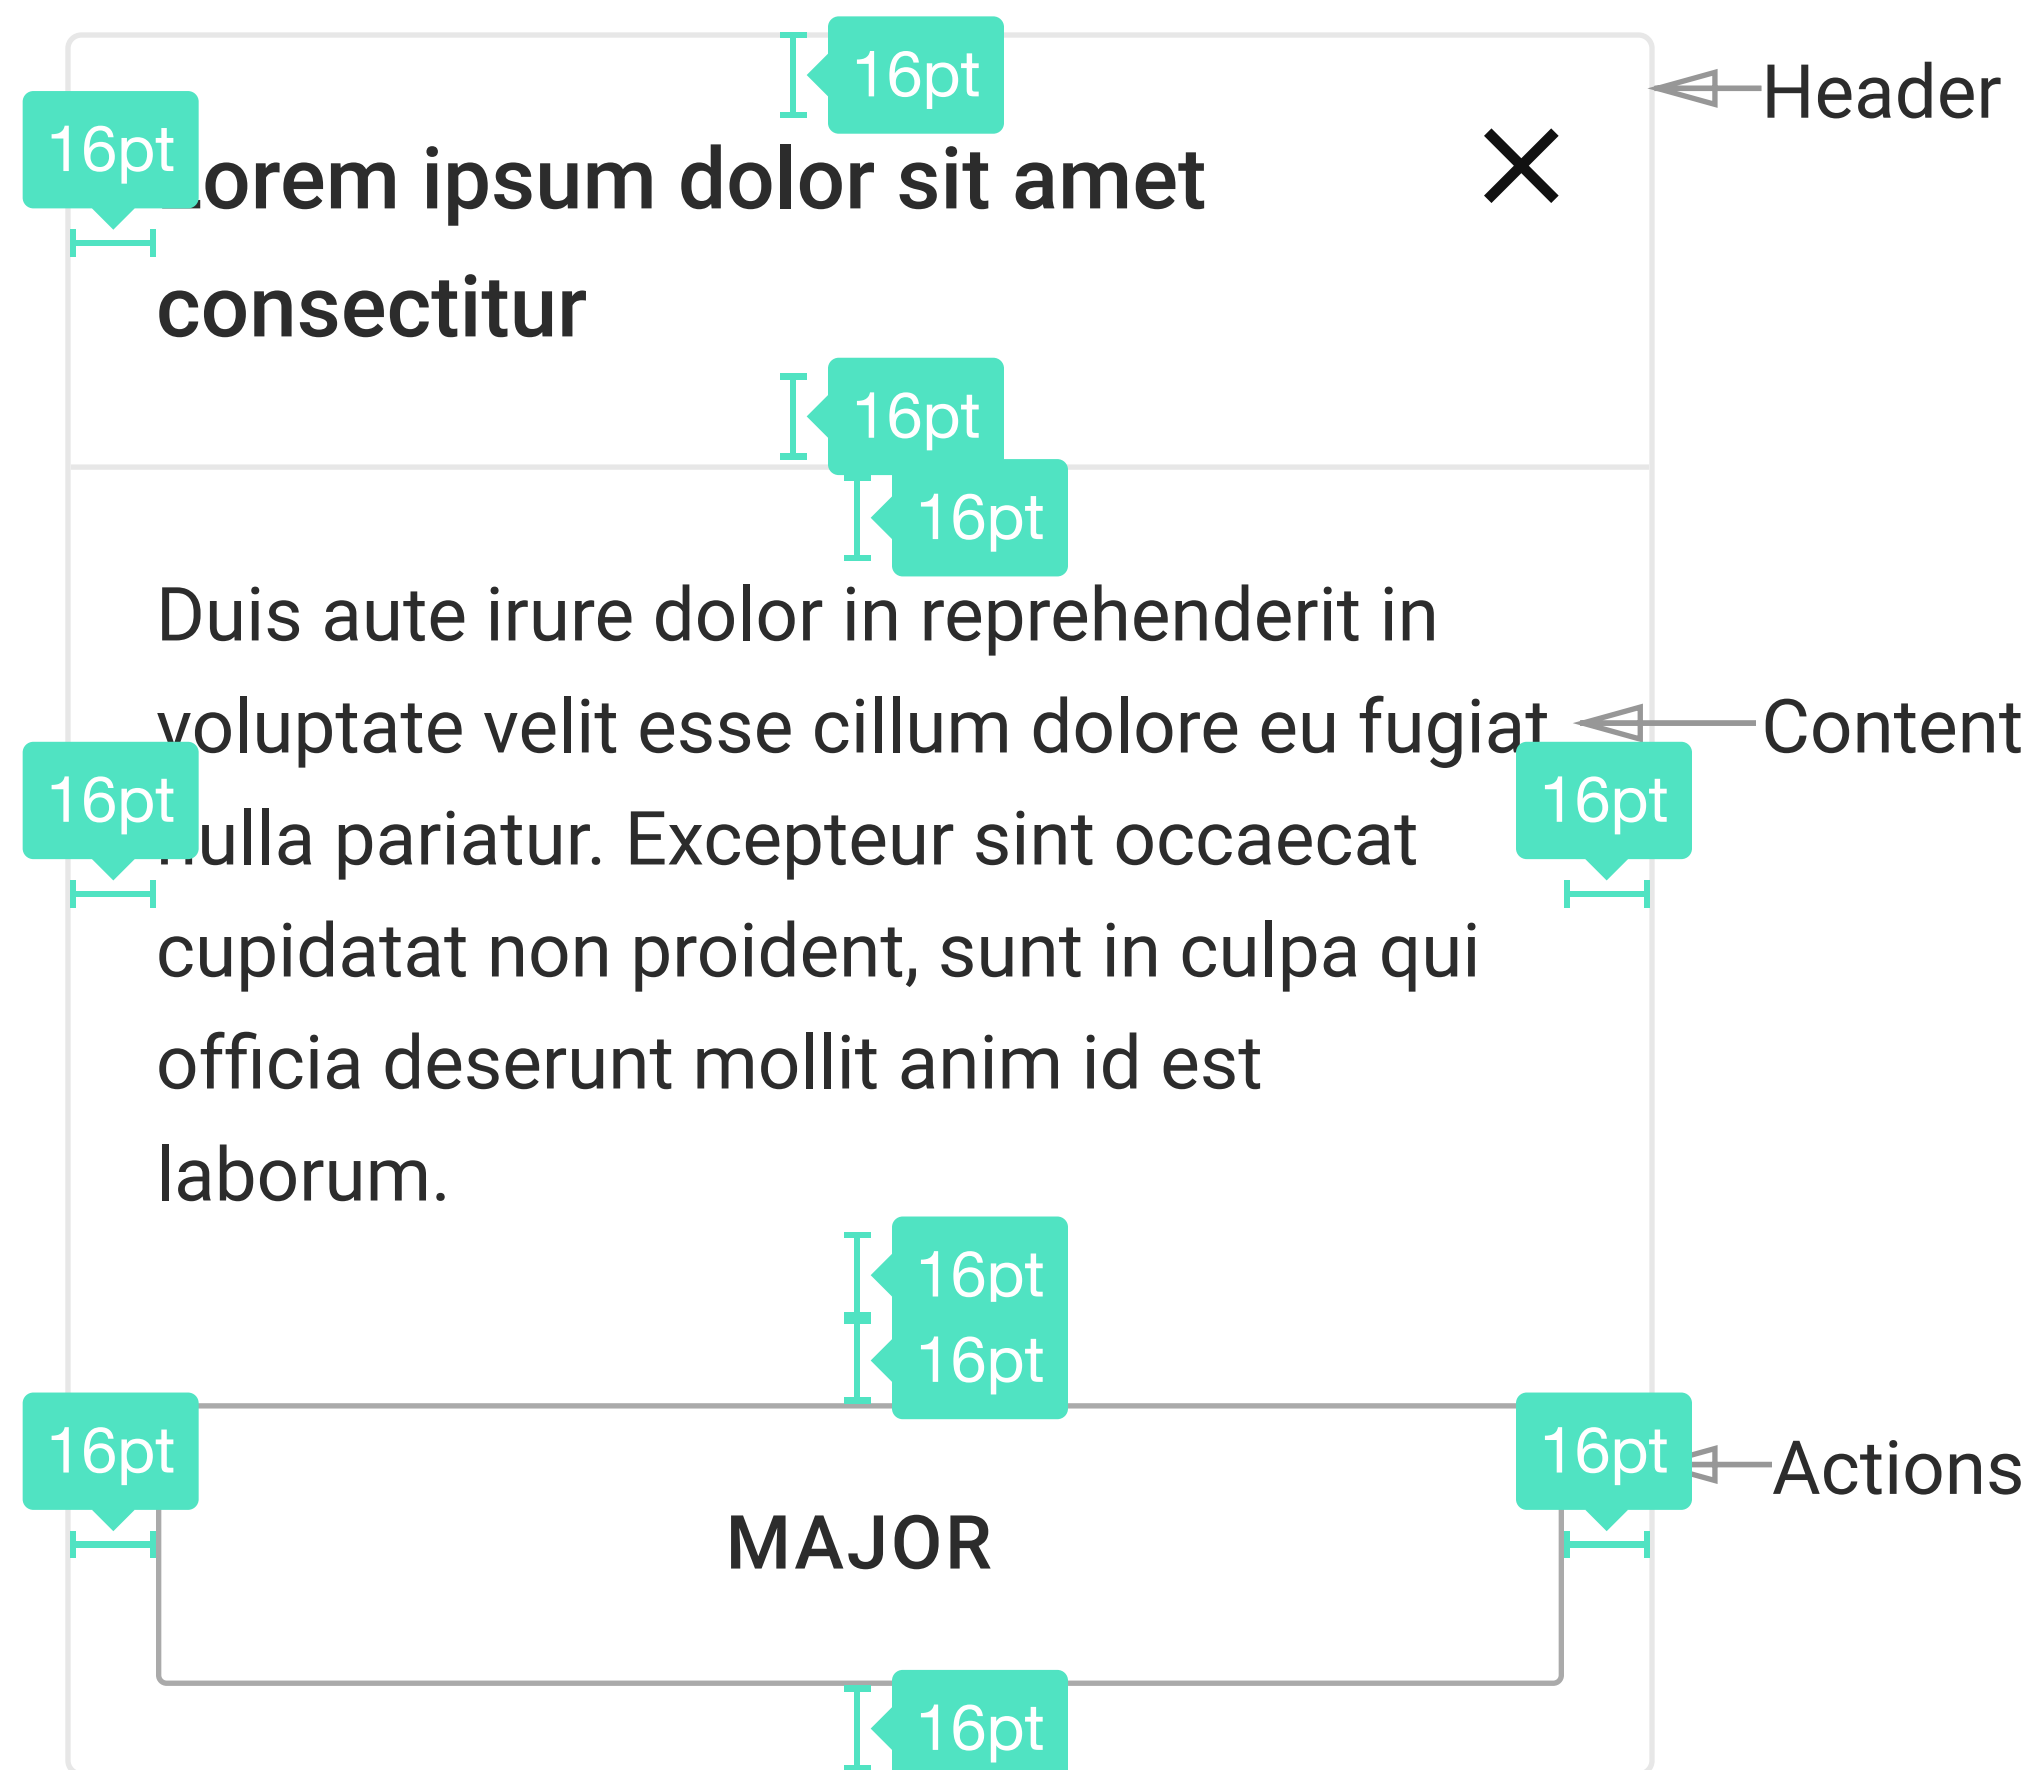 16pt
Header
16pt
orem ipsum dolor sit amet
consectitur
16pt
16pt
Duis aute irure dolor in reprehenderit in
voluptate velit esse cillum dolore eu fugiat
Content
16pt
16pt
nulla pariatur. Excepteur sint occaecat
cupidatat non proident, sunt in culpa qui
officia deserunt mollit anim id est
laborum.
16pt
16pt
16pt
16pt
Actions
MAJOR
16pt